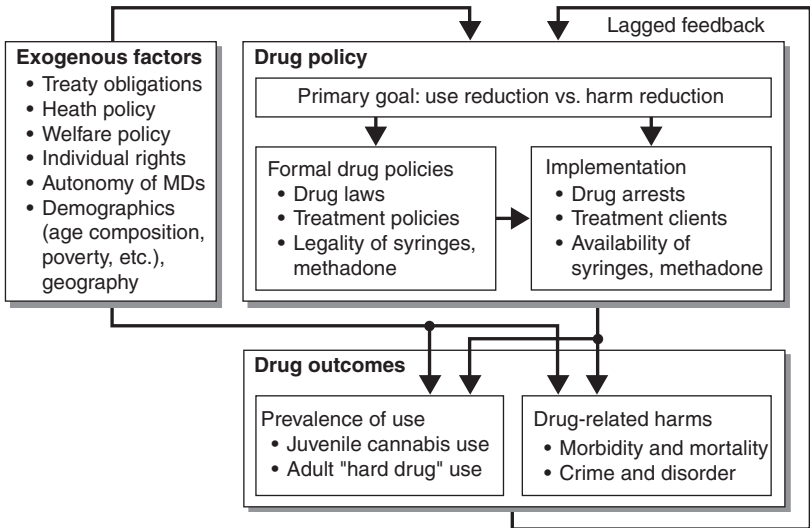 Lagged feedback
Exogenous factors
• Treaty obligations
• Heath policy
• Welfare policy
• Individual rights
• Autonomy of MDs
• Demographics
(age composition,
poverty, etc.),
geography
Drug policy
Primary goal: use reduction vs. harm reduction
Formal drug policies
• Drug laws
• Treatment policies
• Legality of syringes,
methadone
Implementation
• Drug arrests
• Treatment clients
• Availability of
syringes, methadone
Drug outcomes
Prevalence of use
• Juvenile cannabis use
• Adult "hard drug" use
Drug-related harms
• Morbidity and mortality
• Crime and disorder